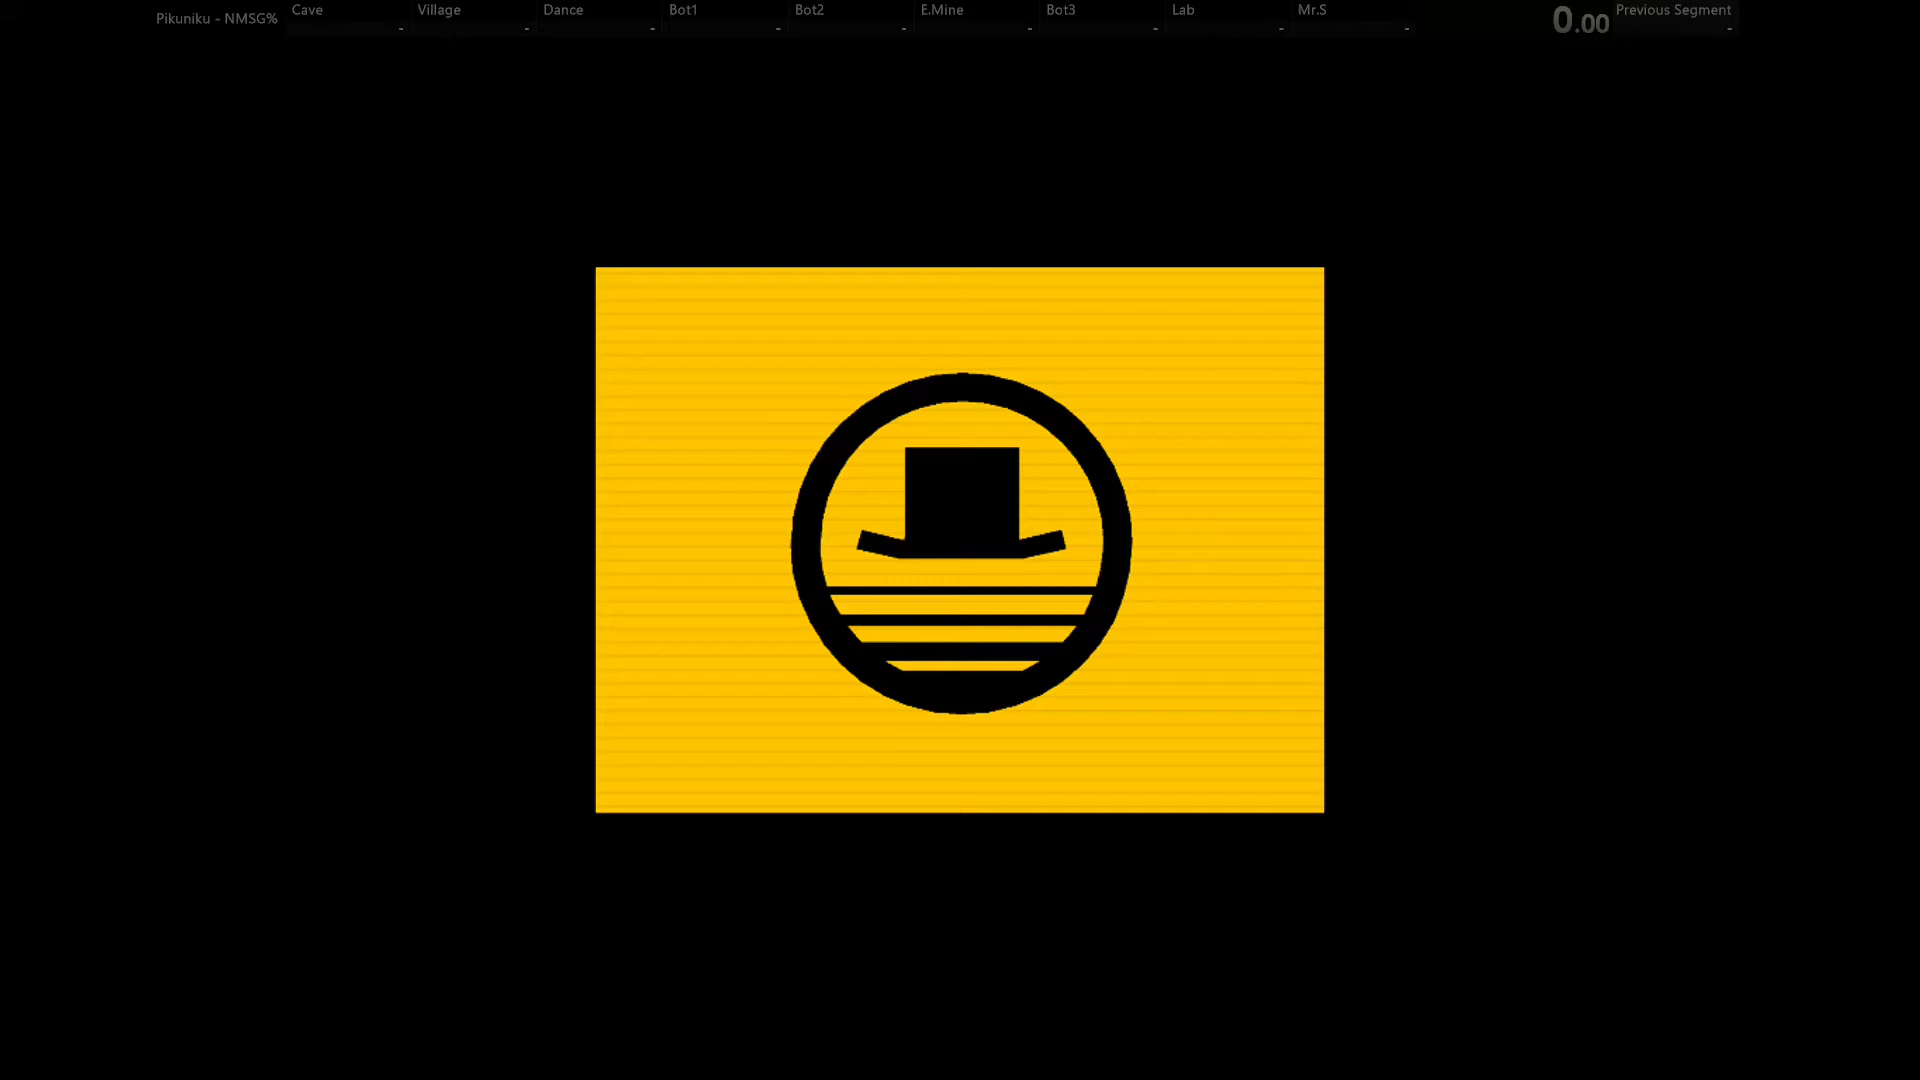 Pikuniku - NMSG%
Cave
-
Village
-
Dance
-
Bot1
-
Bot2
-
E.Mine
-
Bot3
-
Lab
-
Mr.S
-
0.00
Previous Segment
-